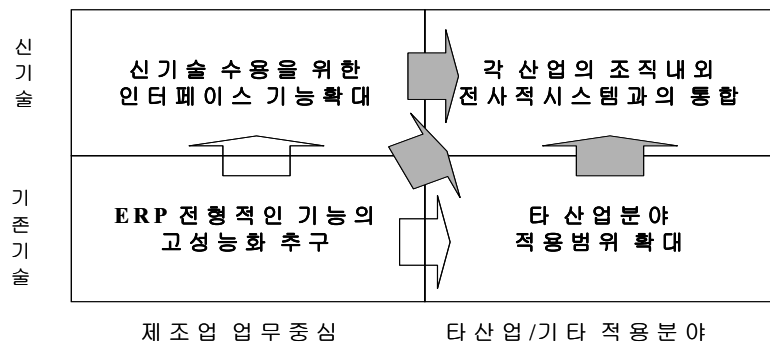 신기술
신기술 수용을 위한
인터페이스 기능확대
각 산업의 조직내외
전사적시스템과의 통합
기존기술
ERP 전형적인 기능의
고성능화 추구
타 산업분야
적용범위 확대
제조업 업무중심
타산업/기타 적용분야